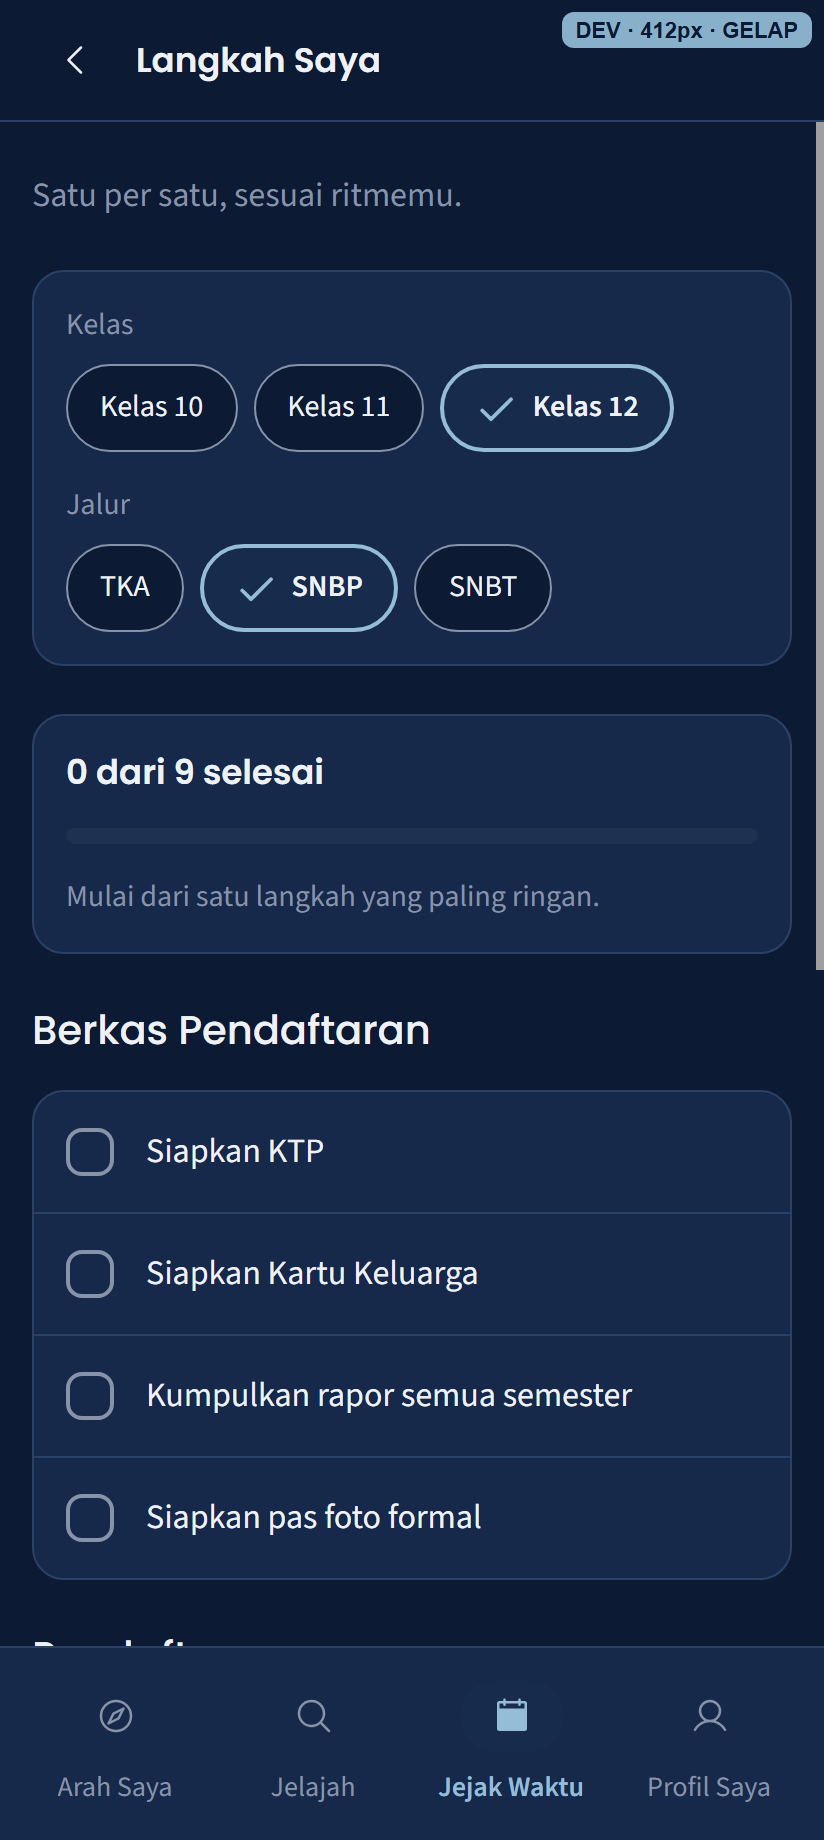 DEV · 412px · GELAP
Langkah Saya
Satu per satu, sesuai ritmemu.
Kelas
Kelas 10
Kelas 11
Kelas 12
Jalur
TKA
SNBP
SNBT
0 dari 9 selesai
Mulai dari satu langkah yang paling ringan.
Berkas Pendaftaran
Siapkan KTP
Siapkan Kartu Keluarga
Kumpulkan rapor semua semester
Siapkan pas foto formal
Arah Saya
Jelajah
Jejak Waktu
Profil Saya